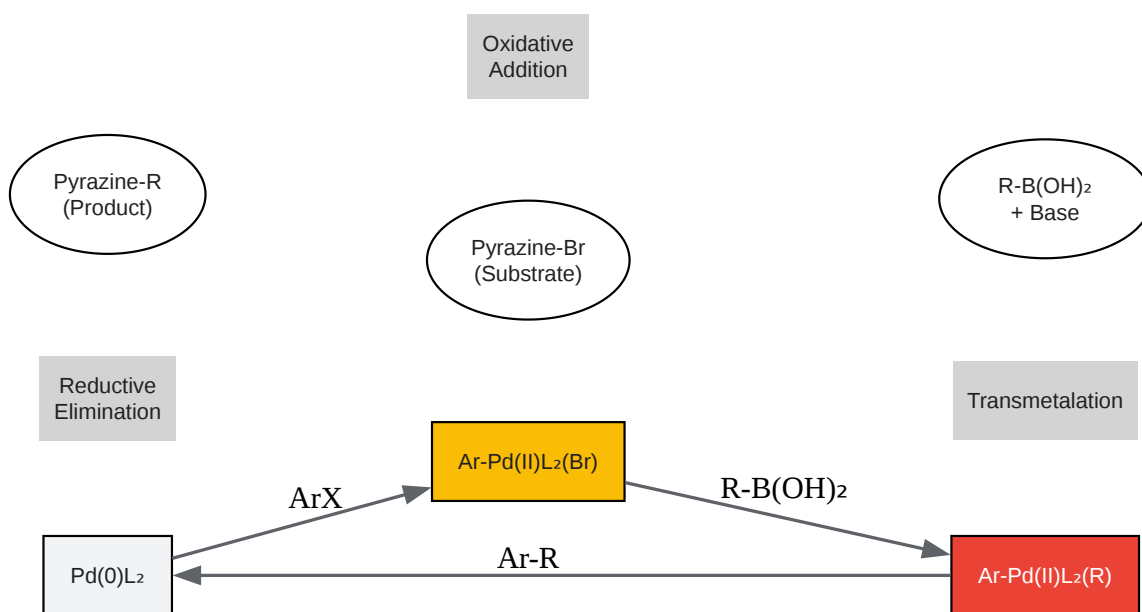 Oxidative
Addition
Pyrazine-R
(Product)
R-B(OH)₂
+ Base
Pyrazine-Br
(Substrate)
Reductive
Elimination
Transmetalation
Ar-Pd(II)L₂(Br)
ArX
R-B(OH)₂
Ar-R
Pd(0)L₂
Ar-Pd(II)L₂(R)